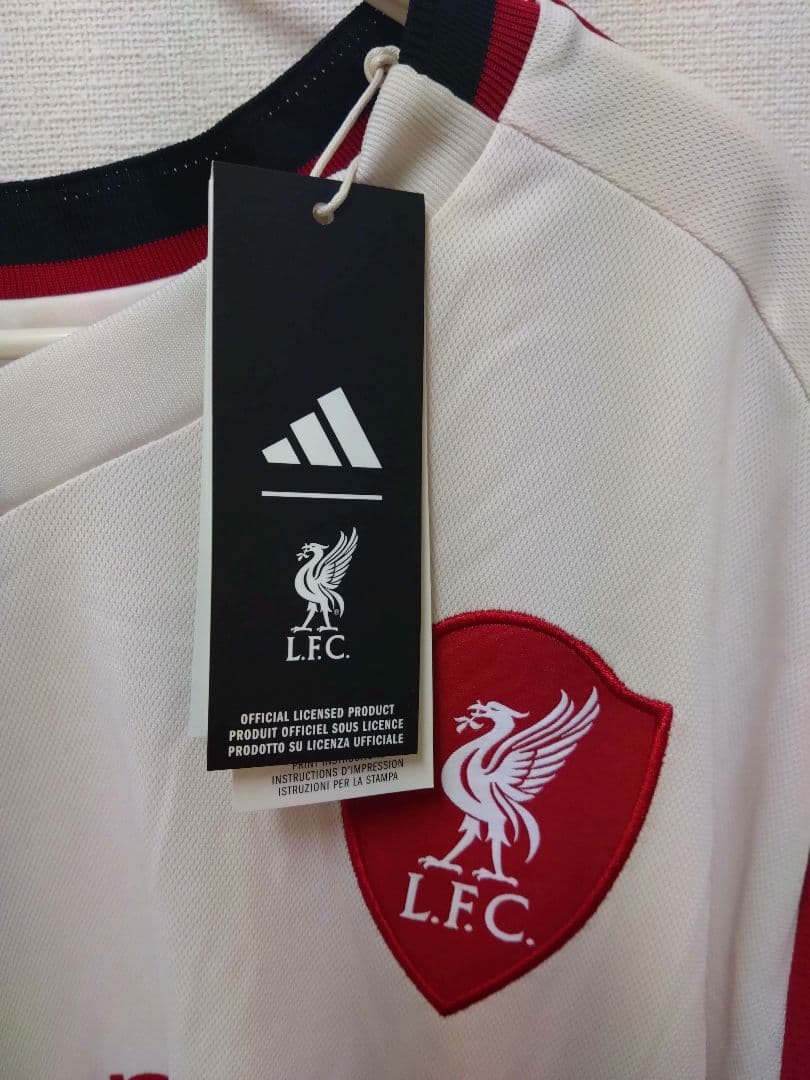 L.F.C.
OFFICIAL LICENSED PRODUCT
PRODUIT OFFICIEL SOUS LICENCE
PRODOTTO SU LICENZA UFFICIALE
INSTRUCTIONS D'IMPRESSION
ISTRUZIONI PER LA STAMPA
L.F.C.